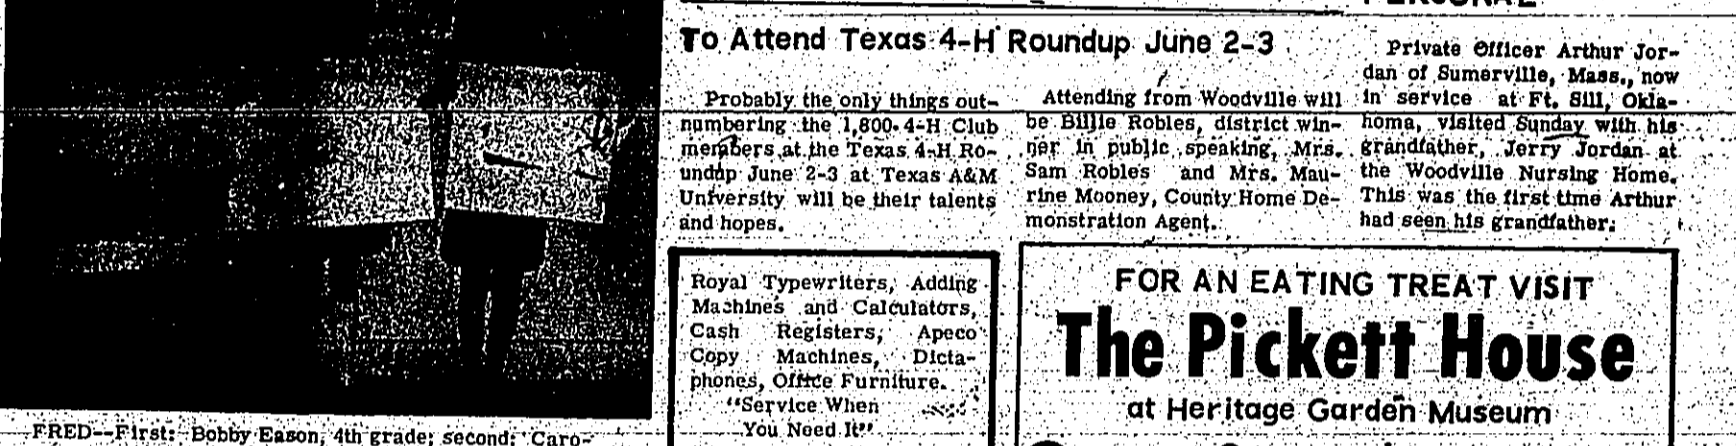 To Attend Texas 4-H Roundup June 2-3
Probably the only things out-
numbering the 1,800 4-H Club
members at the Texas 4-H Ro-
undup June 2-3 at Texas A&M
University will be their talents
and hopes.
Attending from Woodville will
be Billie Robles, district win-
ner in public speaking, Mrs.
Sam Robles and Mrs. Mau-
rine Mooney, County Home De-
monstration Agent.
PERSONAL
Private Officer Arthur Jor-
dan of Sumerville, Mass., now
in service at Ft. Sill, Okla-
homa, visited Sunday with his
grandfather, Jerry Jordan at
the Woodville Nursing Home.
This was the first time Arthur
had seen his grandfather.
Royal Typewriters, Adding
Machines and Calculators,
Cash Registers, Apeco
Copy Machines, Dicta-
phones, Office Furniture.
"Service When
You Need It"
FOR AN EATING TREAT VISIT
The Pickett House
at Heritage Garden Museum
FRED--First: Bobby Eason, 4th grade; second: Caro-